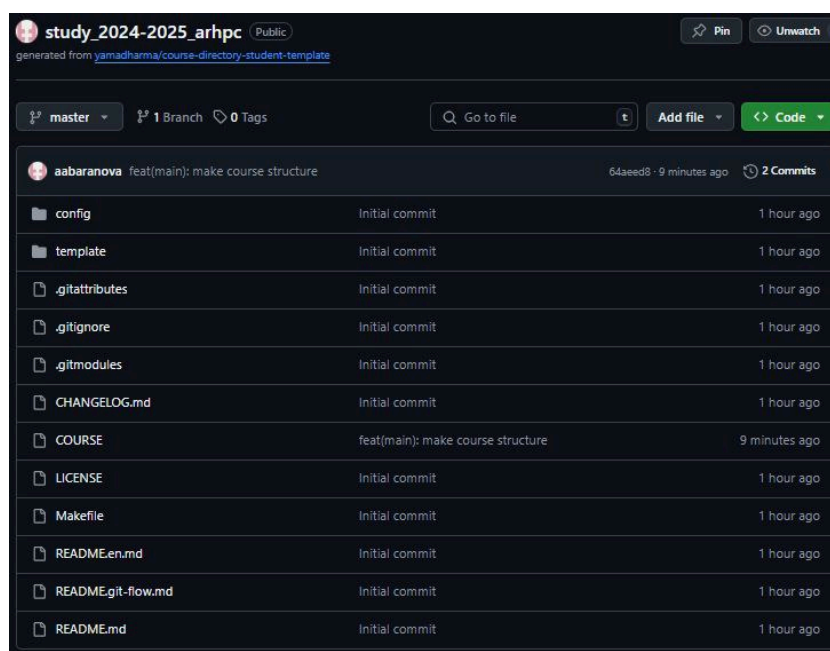 study_2024-2025_arhpc Public Pin Unwatch
generated from yamadharma/course-directory-student-template
master 1 Branch 0 Tags Go to file t Add file Code
aabaranova feat(main): make course structure 64aeed8 · 9 minutes ago 2 Commits
config Initial commit 1 hour ago
template Initial commit 1 hour ago
.gitattributes Initial commit 1 hour ago
.gitignore Initial commit 1 hour ago
.gitmodules Initial commit 1 hour ago
CHANGELOG.md Initial commit 1 hour ago
COURSE feat(main): make course structure 9 minutes ago
LICENSE Initial commit 1 hour ago
Makefile Initial commit 1 hour ago
README.en.md Initial commit 1 hour ago
README.git-flow.md Initial commit 1 hour ago
README.md Initial commit 1 hour ago